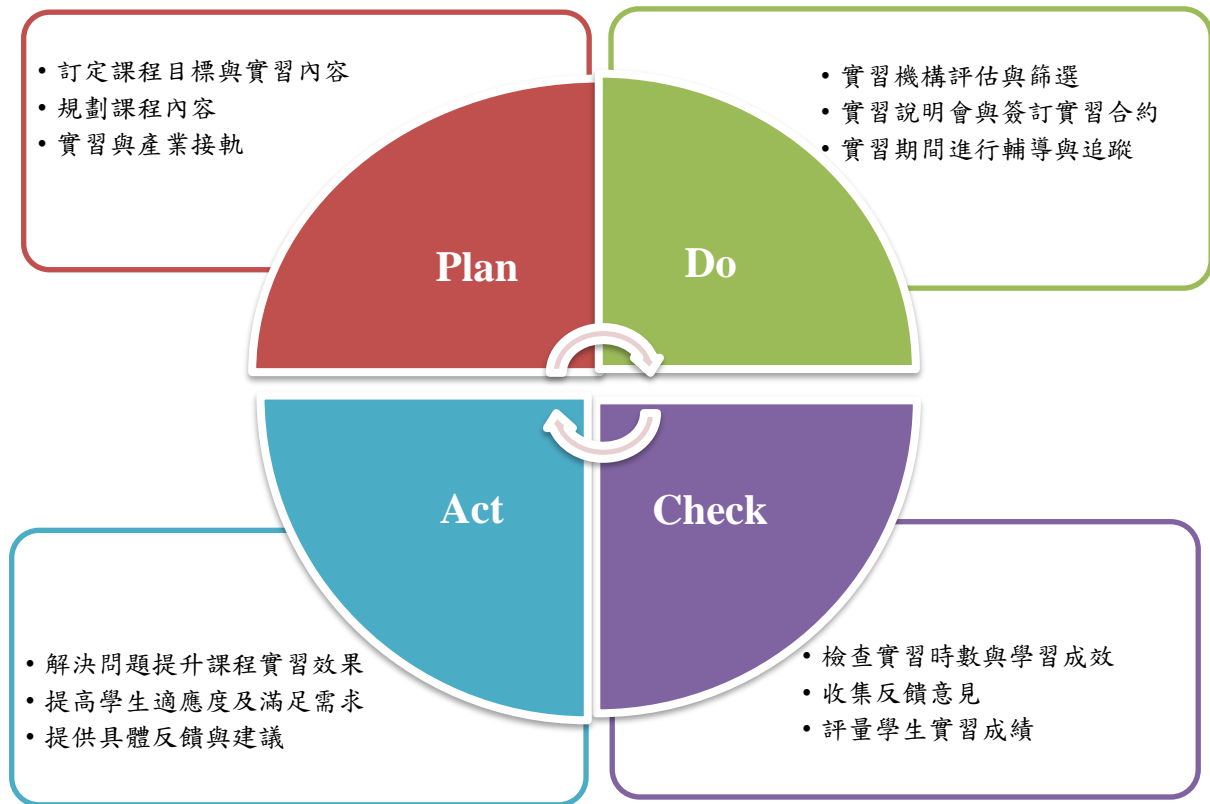 • 訂定課程目標與實習內容
• 規劃課程內容
• 實習與產業接軌
• 實習機構評估與篩選
• 實習說明會與簽訂實習合約
• 實習期間進行輔導與追蹤
Plan
Do
Act
Check
• 解決問題提升課程實習效果
• 提高學生適應度及滿足需求
• 提供具體反饋與建議
• 檢查實習時數與學習成效
• 收集反饋意見
• 評量學生實習成績